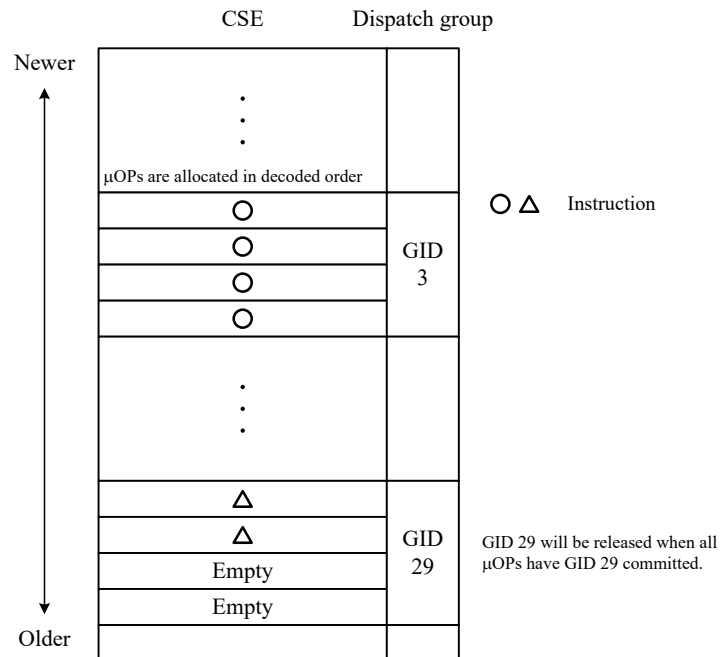 CSE
Dispatch group
Newer
μOPs are allocated in decoded order
Instruction
GID
3
GID
29
Empty
Empty
GID 29 will be released when all
μOPs have GID 29 committed.
Older